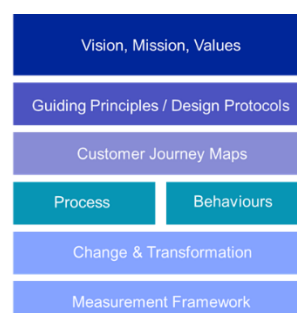 Vision, Mission, Values
Guiding Principles / Design Protocols
Customer Journey Maps
Process
Behaviours
Change & Transformation
Measurement Framework